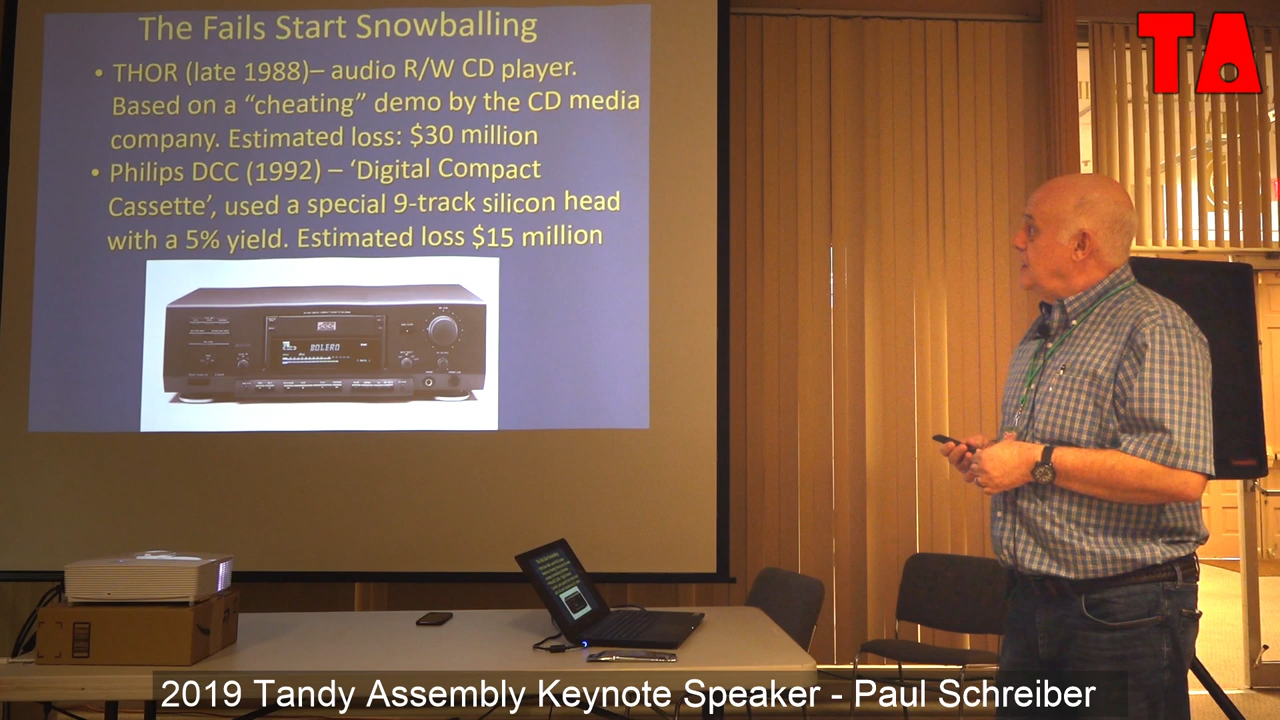 The Fails Start Snowballing
TA
• THOR (late 1988)– audio R/W CD player.
Based on a “cheating” demo by the CD media
company. Estimated loss: $30 million
• Philips DCC (1992) – ‘Digital Compact
Cassette’, used a special 9-track silicon head
with a 5% yield. Estimated loss $15 million
BOLERO
2019 Tandy Assembly Keynote Speaker - Paul Schreiber